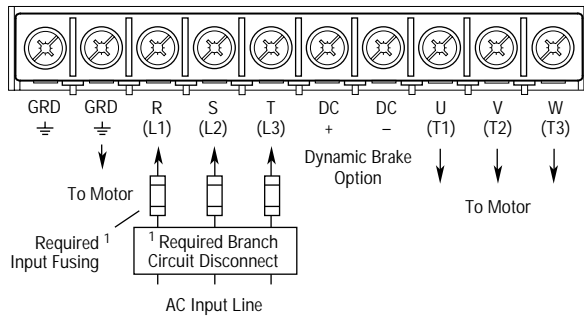 GRD GRD R S T DC DC U V W
(L1) (L2) (L3) + – (T1) (T2) (T3)
Dynamic Brake
Option
To Motor
To Motor
Required 1
Input Fusing
1 Required Branch
Circuit Disconnect
AC Input Line